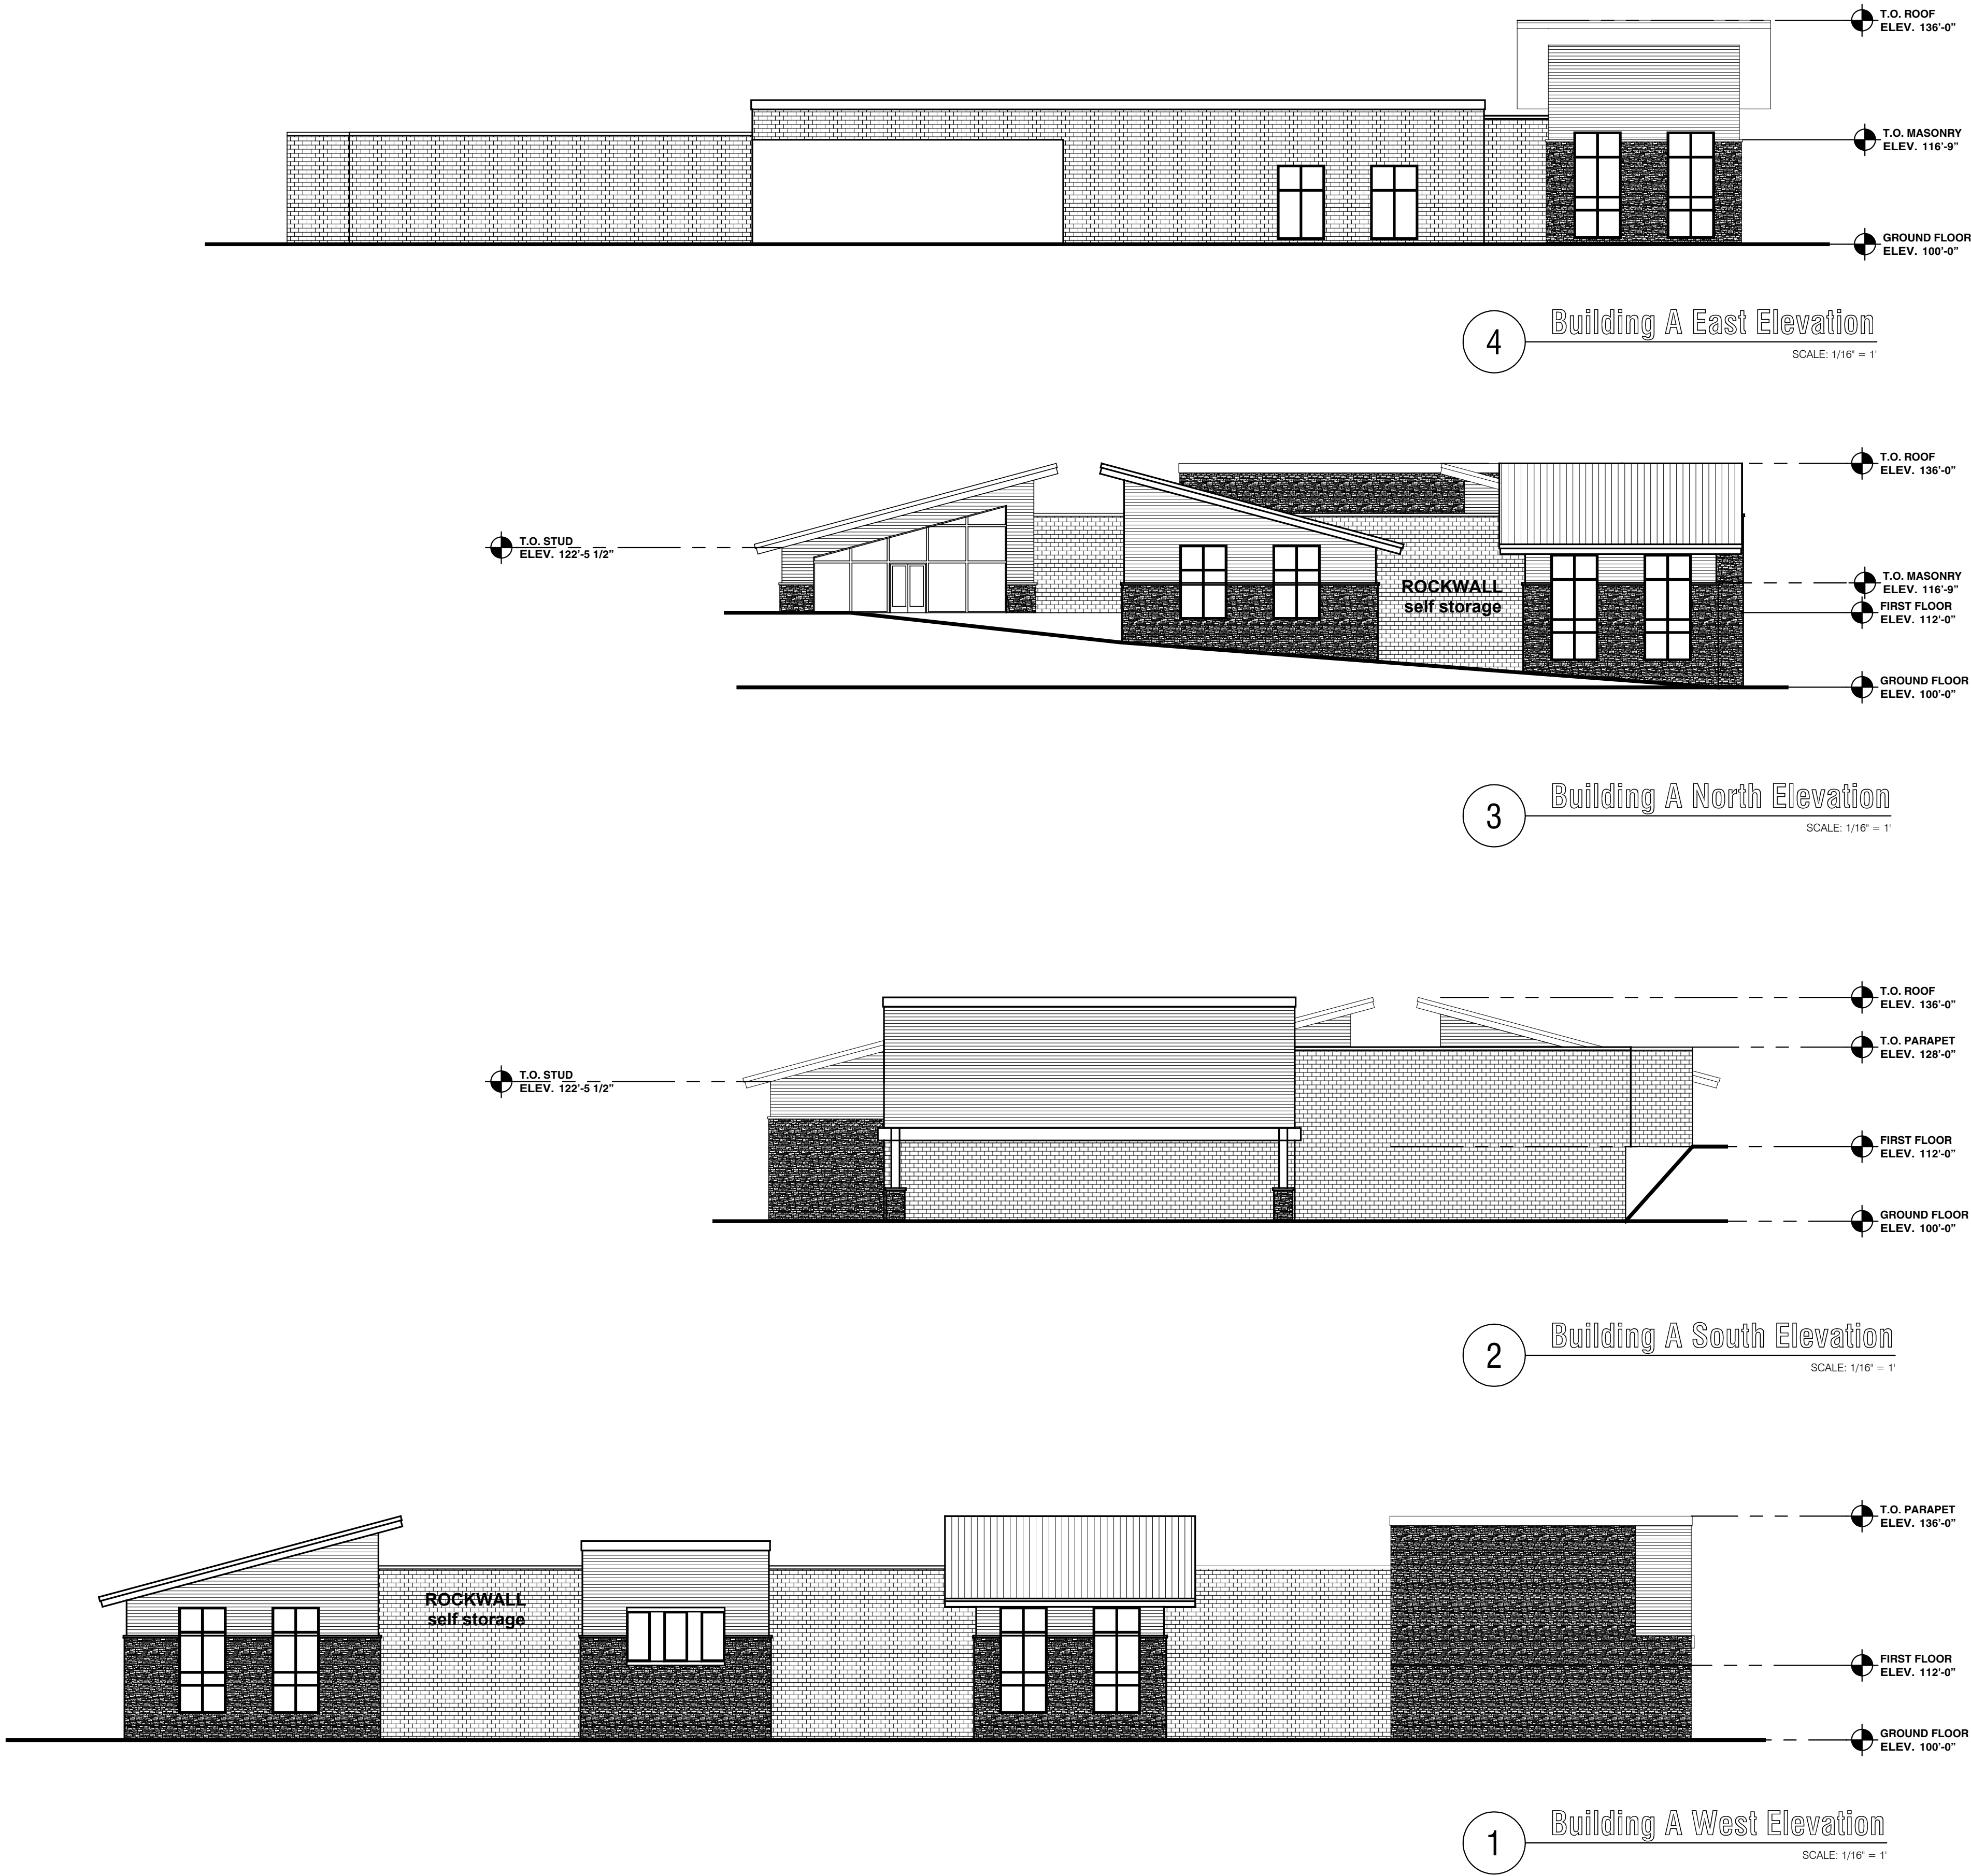 T.O. ROOF
ELEV. 136'-0"
T.O. MASONRY
ELEV. 116'-9"
GROUND FLOOR
ELEV. 100'-0"
4
Building A East Elevation
SCALE: 1/16" = 1'
T.O. ROOF
ELEV. 136'-0"
T.O. STUD
ELEV. 122'-5 1/2"
ROCKWALL
self storage
T.O. MASONRY
ELEV. 116'-9"
FIRST FLOOR
ELEV. 112'-0"
GROUND FLOOR
ELEV. 100'-0"
3
Building A North Elevation
SCALE: 1/16" = 1'
T.O. ROOF
ELEV. 136'-0"
T.O. PARAPET
ELEV. 128'-0"
T.O. STUD
ELEV. 122'-5 1/2"
FIRST FLOOR
ELEV. 112'-0"
GROUND FLOOR
ELEV. 100'-0"
2
Building A South Elevation
SCALE: 1/16" = 1'
T.O. PARAPET
ELEV. 136'-0"
ROCKWALL
self storage
FIRST FLOOR
ELEV. 112'-0"
GROUND FLOOR
ELEV. 100'-0"
1
Building A West Elevation
SCALE: 1/16" = 1'